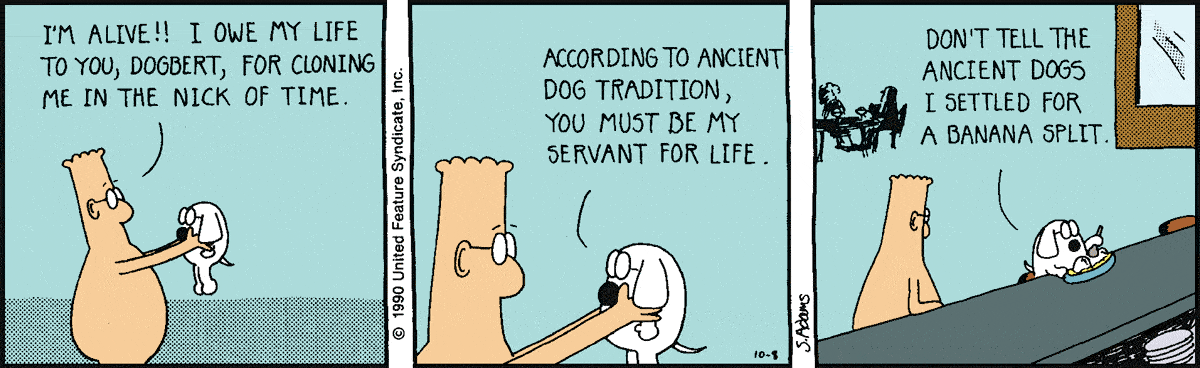 I'M ALIVE!! I OWE MY LIFE
TO YOU, DOGBERT, FOR CLONING
ME IN THE NICK OF TIME.
© 1990 United Feature Syndicate, Inc.
ACCORDING TO ANCIENT
DOG TRADITION,
YOU MUST BE MY
SERVANT FOR LIFE.
10-8
S.Adams
DON'T TELL THE
ANCIENT DOGS
I SETTLED FOR
A BANANA SPLIT.